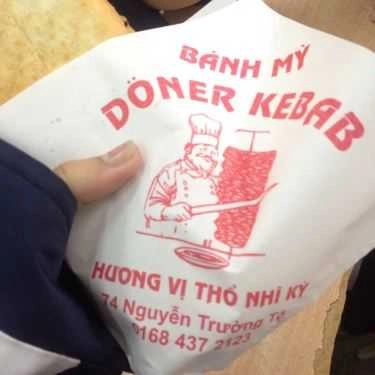 BÁNH MỲ
DÖNER KEBAB
HƯƠNG VỊ THỔ NHĨ KỲ
74 Nguyễn Trường Tộ
0168 437 2123